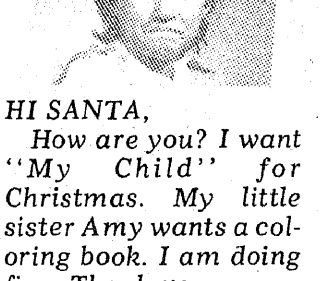 HI SANTA,
How are you? I want
"My Child" for
Christmas. My little
sister Amy wants a col-
oring book. I am doing